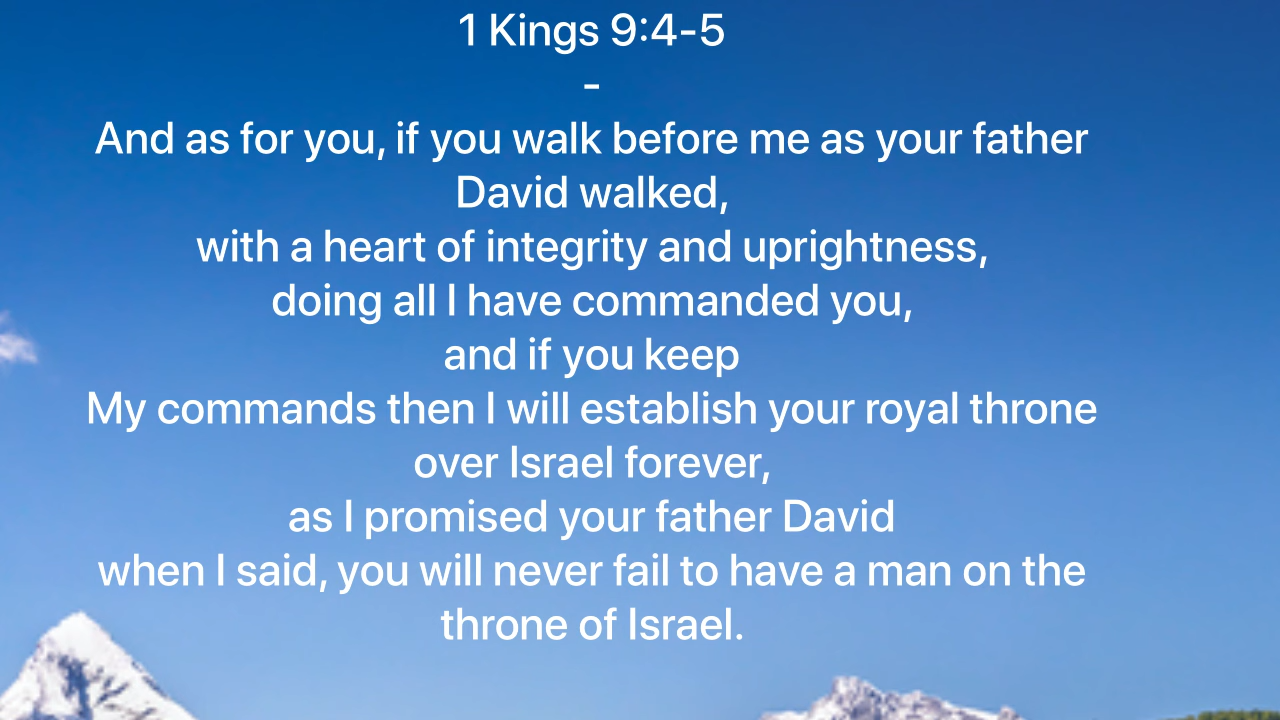 1 Kings 9:4-5
-
And as for you, if you walk before me as your father
David walked,
with a heart of integrity and uprightness,
doing all I have commanded you,
and if you keep
My commands then I will establish your royal throne
over Israel forever,
as I promised your father David
when I said, you will never fail to have a man on the
throne of Israel.